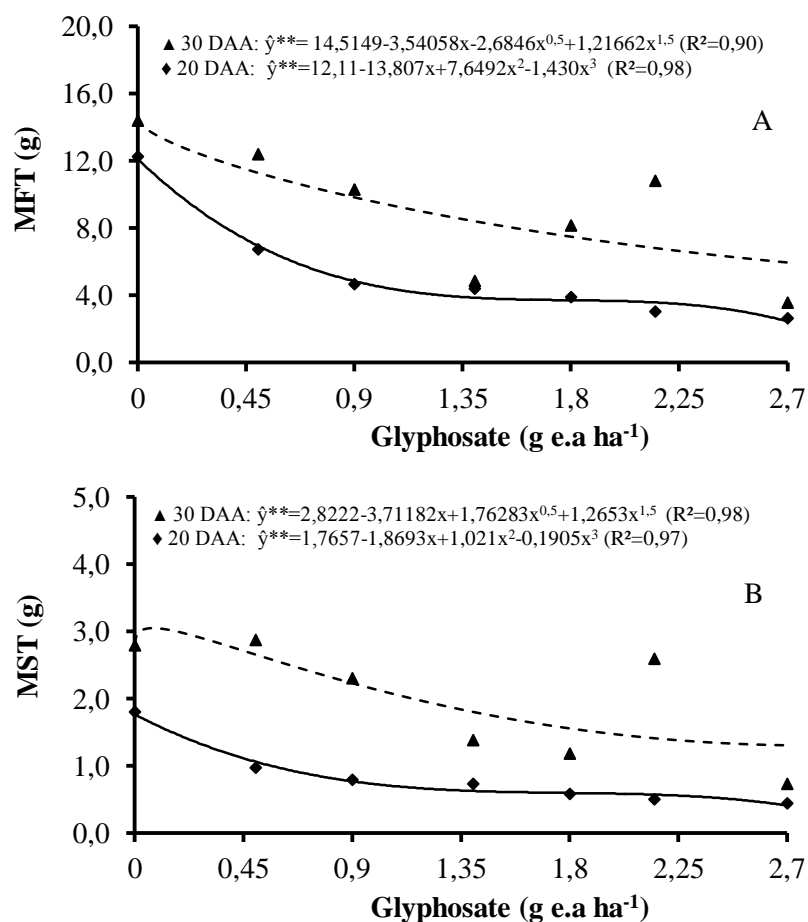 20,0
▲ 30 DAA: ŷ**= 14,5149-3,54058x-2,6846x^0,5+1,21662x^1,5 (R²=0,90)
◆ 20 DAA: ŷ**=12,11-13,807x+7,6492x²-1,430x³ (R²=0,98)
16,0
A
12,0
MFT (g)
8,0
4,0
0,0
0 0,45 0,9 1,35 1,8 2,25 2,7
Glyphosate (g e.a ha⁻¹)
5,0
▲ 30 DAA: ŷ**=2,8222-3,71182x+1,76283x^0,5+1,2653x^1,5 (R²=0,98)
◆ 20 DAA: ŷ**=1,7657-1,8693x+1,021x²-0,1905x³ (R²=0,97)
4,0
B
3,0
MST (g)
2,0
1,0
0,0
0 0,45 0,9 1,35 1,8 2,25 2,7
Glyphosate (g e.a ha⁻¹)